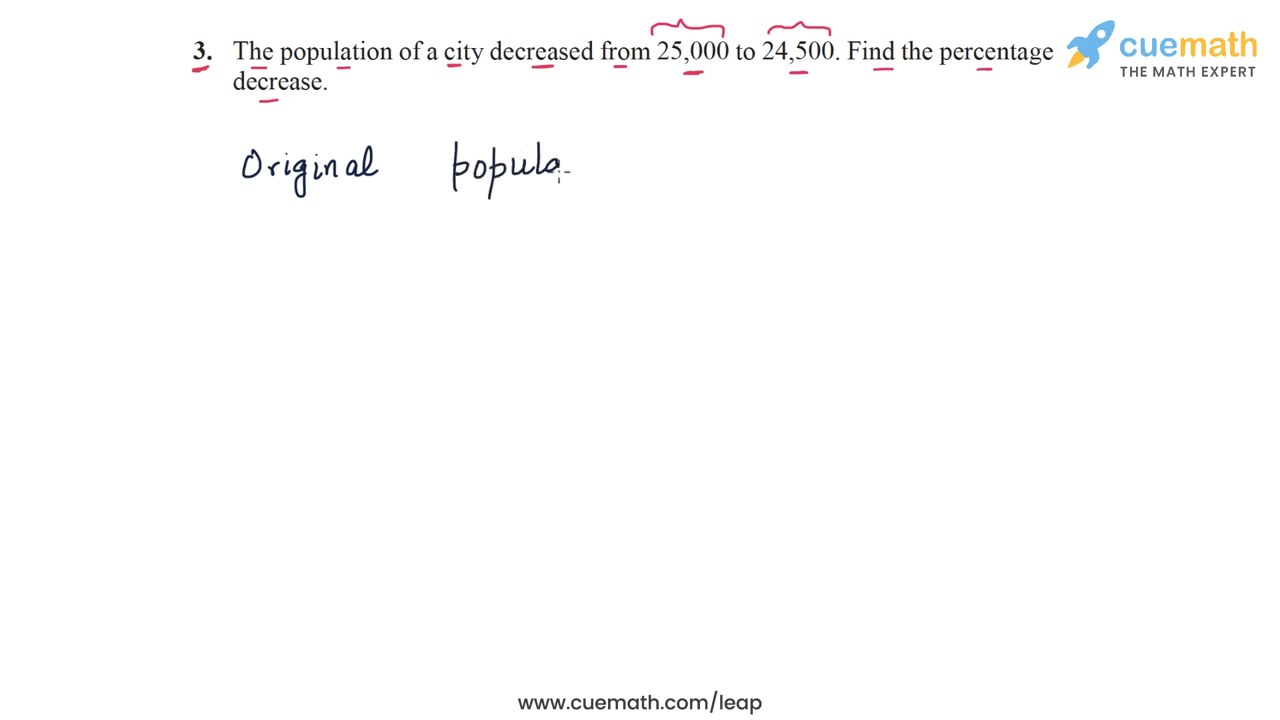 3. The population of a city decreased from 25,000 to 24,500. Find the percentage
decrease.
cuemath
THE MATH EXPERT
Original popula
www.cuemath.com/leap